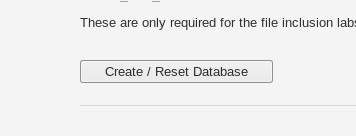 These are only required for the file inclusion labs
Create / Reset Database